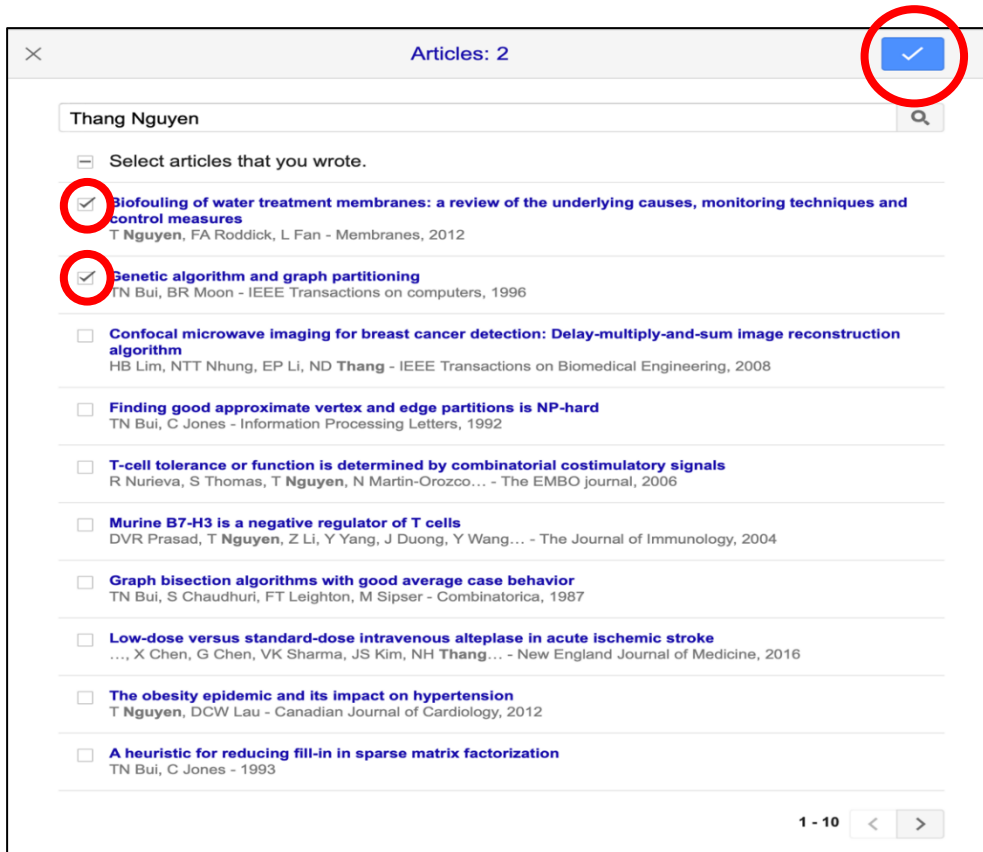 Articles: 2
Thang Nguyen
Select articles that you wrote.
Biofouling of water treatment membranes: a review of the underlying causes, monitoring techniques and
control measures
T Nguyen, FA Roddick, L Fan - Membranes, 2012
Genetic algorithm and graph partitioning
TN Bui, BR Moon - IEEE Transactions on computers, 1996
Confocal microwave imaging for breast cancer detection: Delay-multiply-and-sum image reconstruction
algorithm
HB Lim, NTT Nhung, EP Li, ND Thang - IEEE Transactions on Biomedical Engineering, 2008
Finding good approximate vertex and edge partitions is NP-hard
TN Bui, C Jones - Information Processing Letters, 1992
T-cell tolerance or function is determined by combinatorial costimulatory signals
R Nurieva, S Thomas, T Nguyen, N Martin-Orozco... - The EMBO journal, 2006
Murine B7-H3 is a negative regulator of T cells
DVR Prasad, T Nguyen, Z Li, Y Yang, J Duong, Y Wang... - The Journal of Immunology, 2004
Graph bisection algorithms with good average case behavior
TN Bui, S Chaudhuri, FT Leighton, M Sipser - Combinatorica, 1987
Low-dose versus standard-dose intravenous alteplase in acute ischemic stroke
..., X Chen, G Chen, VK Sharma, JS Kim, NH Thang... - New England Journal of Medicine, 2016
The obesity epidemic and its impact on hypertension
T Nguyen, DCW Lau - Canadian Journal of Cardiology, 2012
A heuristic for reducing fill-in in sparse matrix factorization
TN Bui, C Jones - 1993
1 - 10